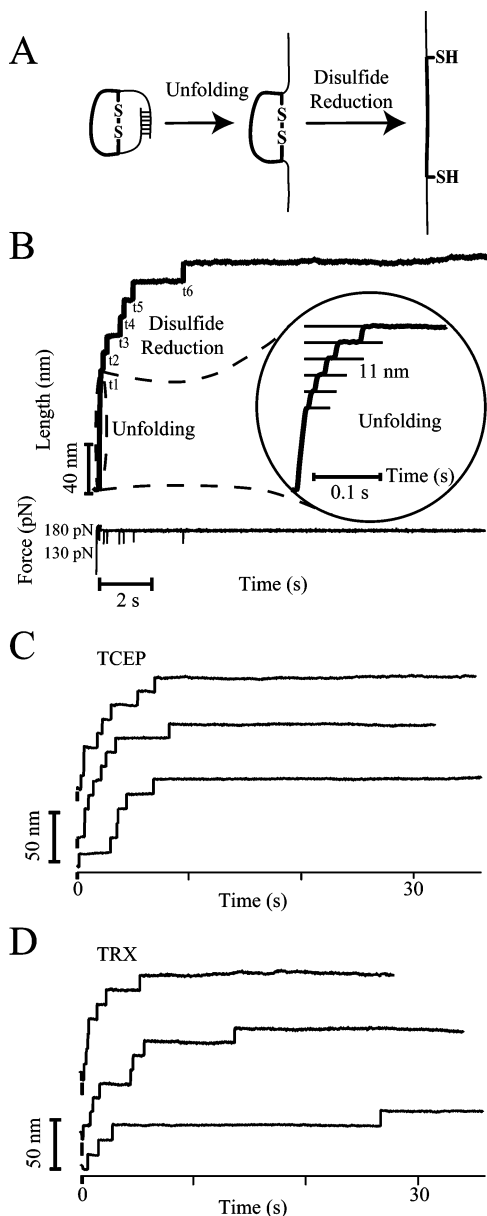 A
S
S
Unfolding
S
S
Disulfide
Reduction
SH
SH
B
Length (nm)
40 nm
t1
t2
t3
t4
t5
t6
Disulfide
Reduction
Unfolding
11 nm
Unfolding
Time (s)
0.1 s
Force (pN)
180 pN
130 pN
2 s
Time (s)
C
TCEP
50 nm
0
30
Time (s)
D
TRX
50 nm
0
30
Time (s)